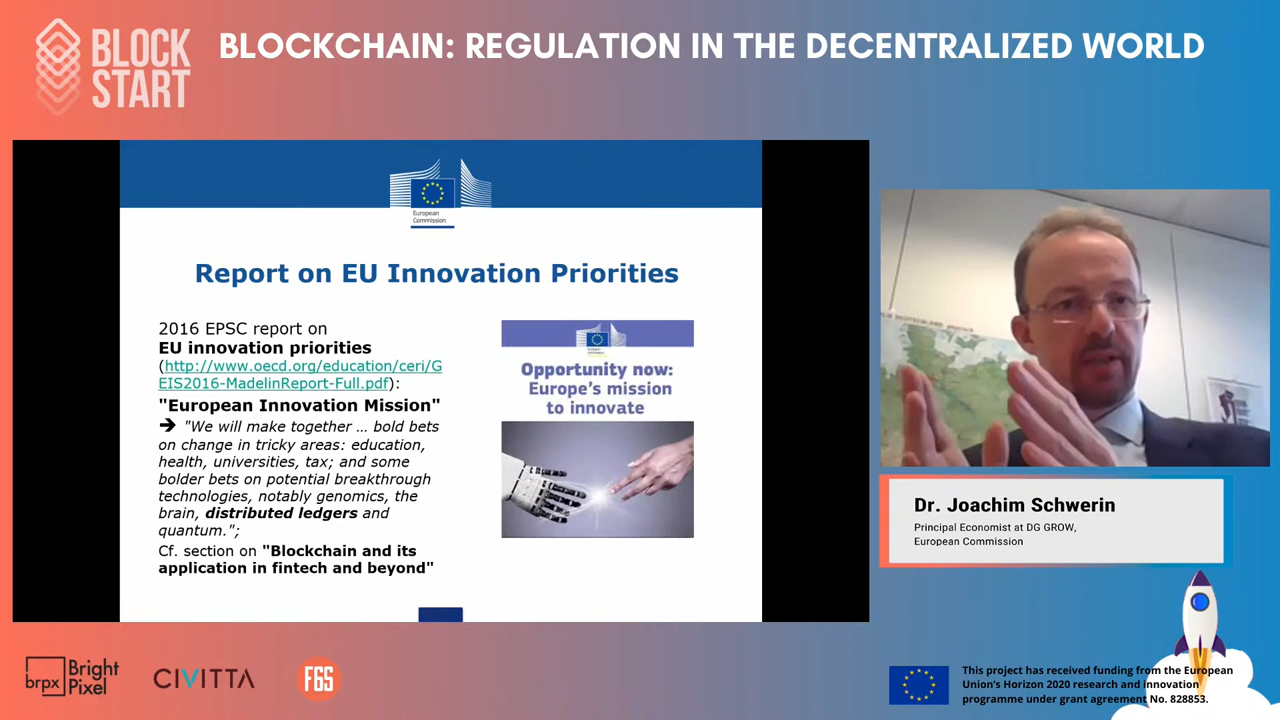 BLOCK
START
BLOCKCHAIN: REGULATION IN THE DECENTRALIZED WORLD
European
Commission
Report on EU Innovation Priorities
2016 EPSC report on
EU innovation priorities
(http://www.oecd.org/education/ceri/G
EIS2016-MadelinReport-Full.pdf):
"European Innovation Mission"
➔ "We will make together … bold bets
on change in tricky areas: education,
health, universities, tax; and some
bolder bets on potential breakthrough
technologies, notably genomics, the
brain, distributed ledgers and
quantum.";
Cf. section on "Blockchain and its
application in fintech and beyond"
Opportunity now:
Europe's mission
to innovate
Dr. Joachim Schwerin
Principal Economist at DG GROW,
European Commission
brpx
Bright
Pixel
CIVITTA
F6S
This project has received funding from the European
Union's Horizon 2020 research and innovation
programme under grant agreement No. 828853.